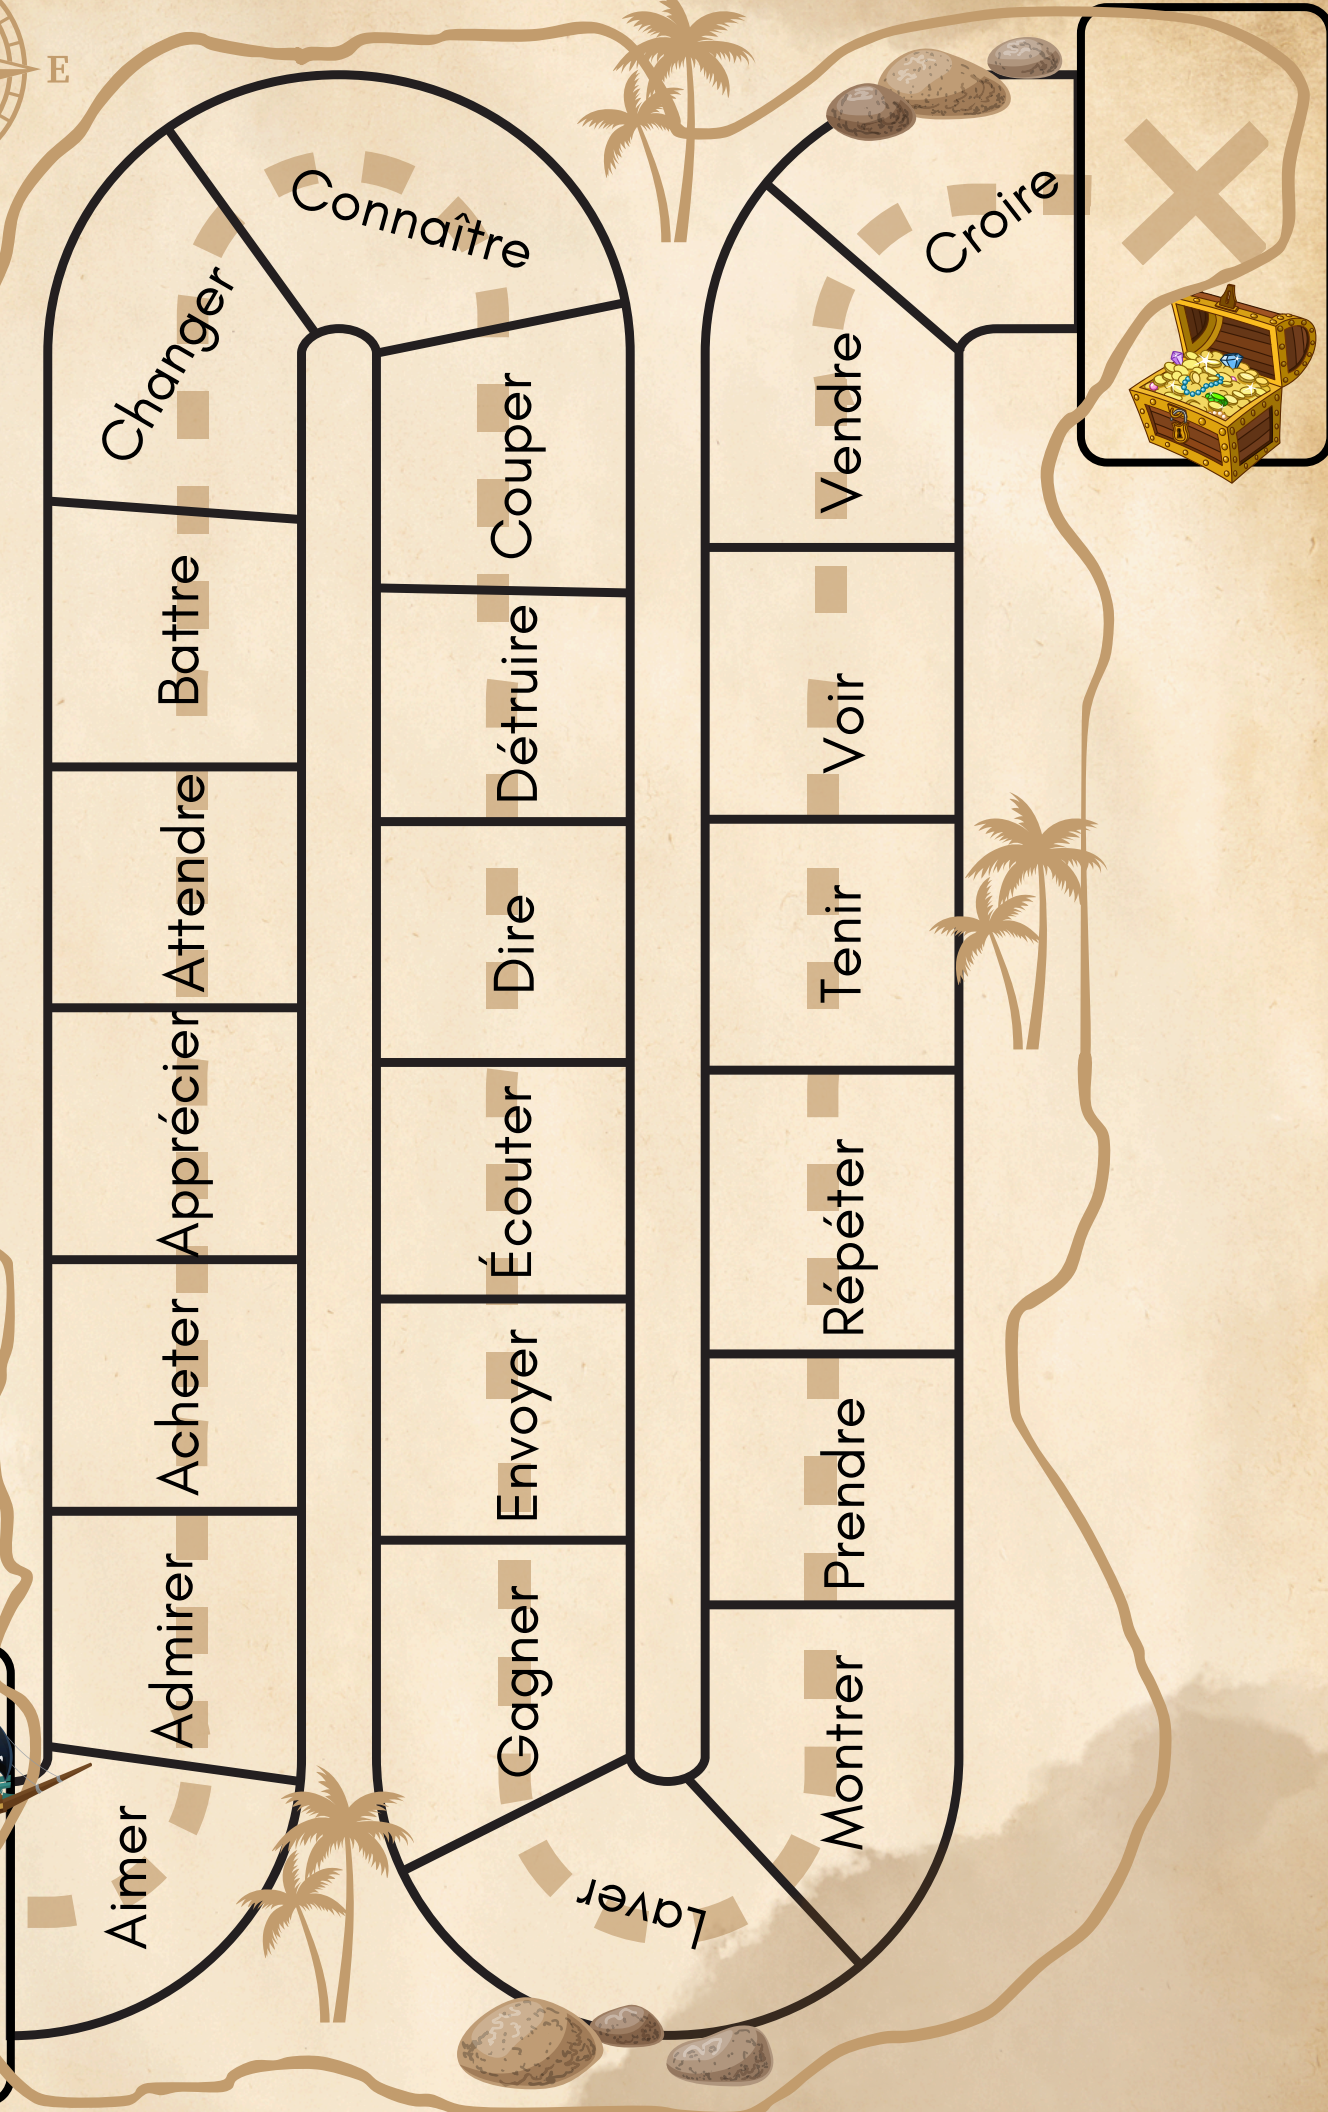 E
Aimer
Admirer
Acheter
Apprécier
Attendre
Battre
Changer
Connaître
Couper
Détruire
Dire
Écouter
Envoyer
Gagner
Laver
Montrer
Prendre
Répéter
Tenir
Voir
Vendre
Croire